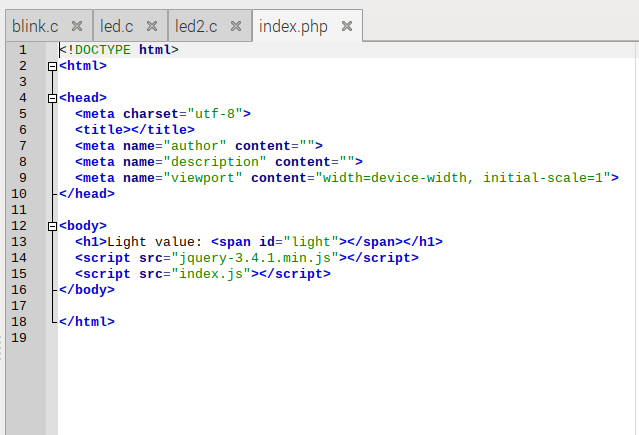 blink.c led.c led2.c index.php
1 <!DOCTYPE html>
2 <html>
3
4 <head>
5   <meta charset="utf-8">
6   <title></title>
7   <meta name="author" content="">
8   <meta name="description" content="">
9   <meta name="viewport" content="width=device-width, initial-scale=1">
10 </head>
11
12 <body>
13   <h1>Light value: <span id="light"></span></h1>
14   <script src="jquery-3.4.1.min.js"></script>
15   <script src="index.js"></script>
16 </body>
17
18 </html>
19